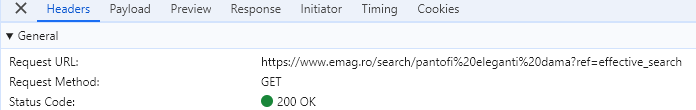 Headers Payload Preview Response Initiator Timing Cookies
General
Request URL: https://www.emag.ro/search/pantofi%20eleganti%20dama?ref=effective_search
Request Method: GET
Status Code: 200 OK